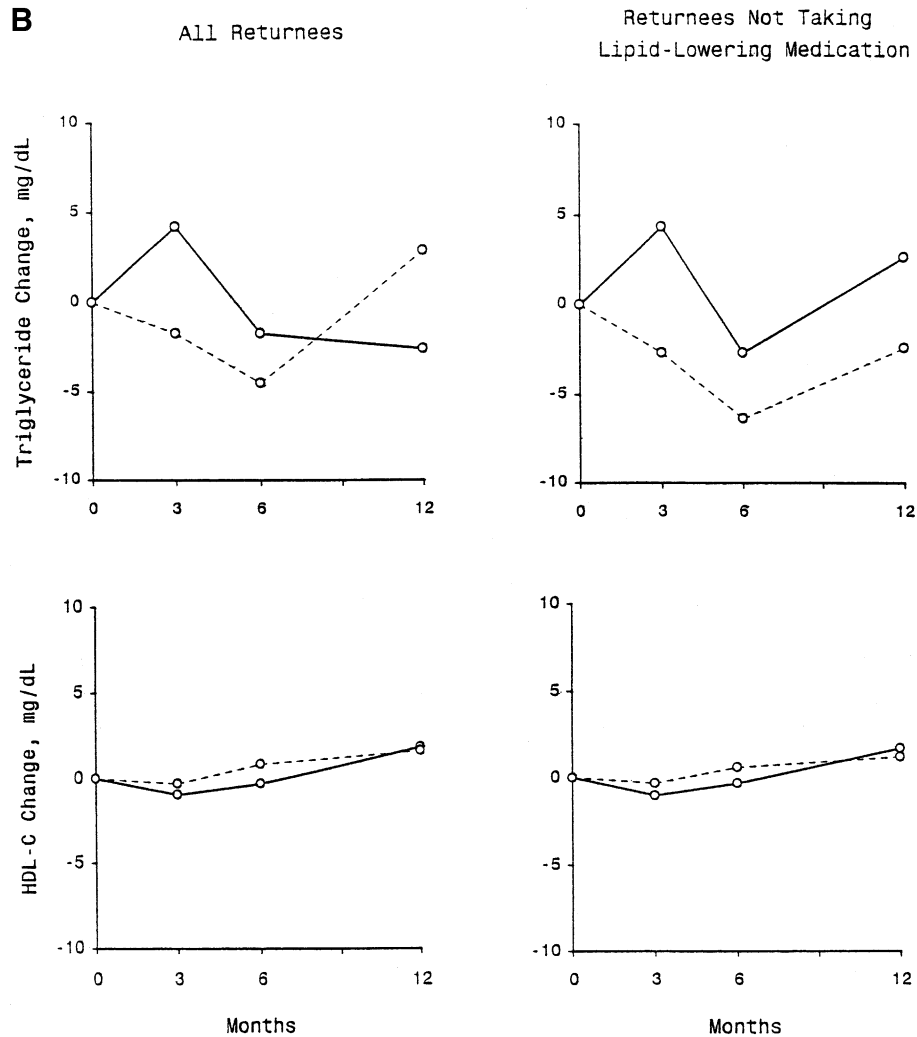 B
All Returnees
Returnees Not Taking
Lipid-Lowering Medication
Triglyceride Change, mg/dL
10
5
0
-5
-10
0 3 6 12
10
5
0
-5
-10
0 3 6 12
HDL-C Change, mg/dL
10
5
0
-5
-10
0 3 6 12
Months
10
5
0
-5
-10
0 3 6 12
Months